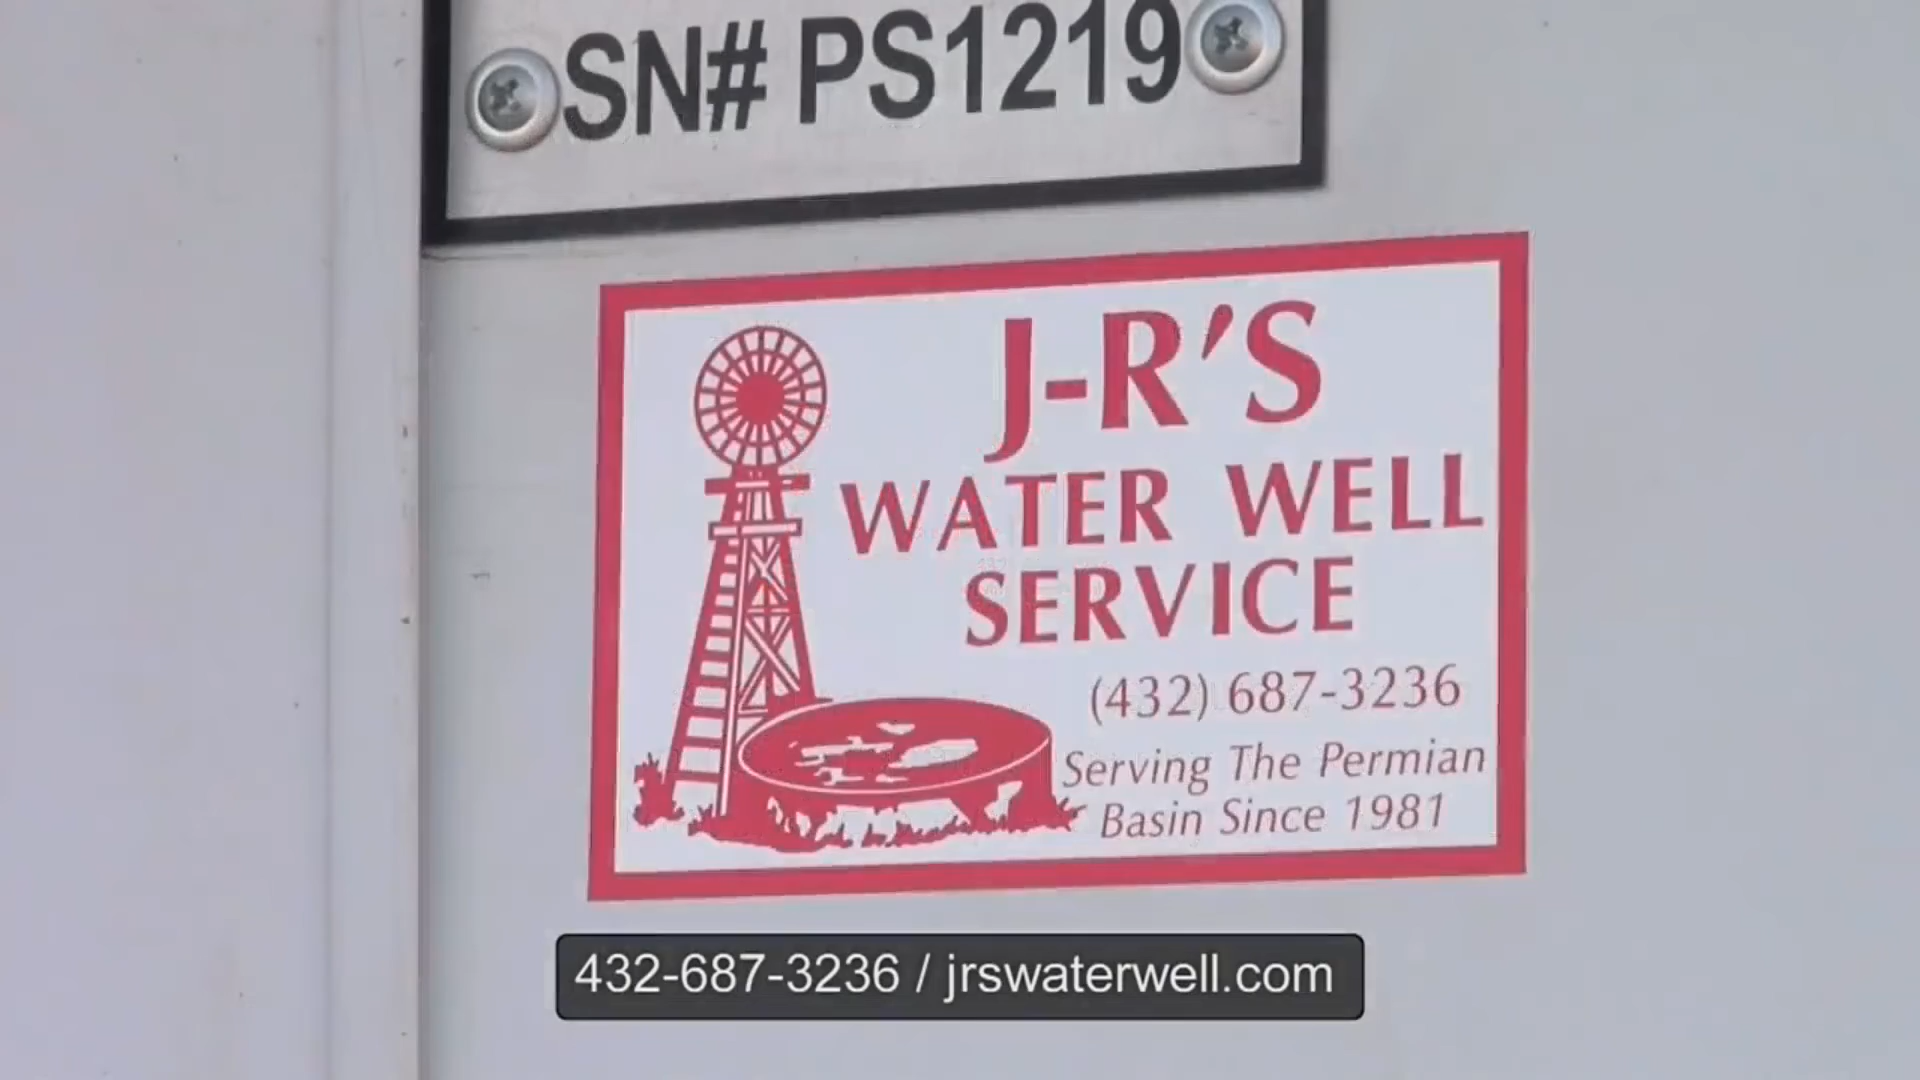 SN# PS1219
J-R'S
WATER WELL
SERVICE
(432) 687-3236
Serving The Permian
Basin Since 1981
432-687-3236 / jrswaterwell.com